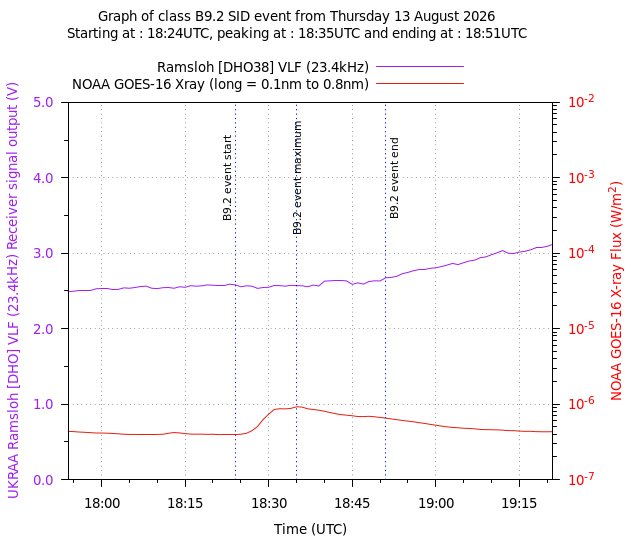 Graph of class B9.2 SID event from Thursday 13 August 2026
Starting at : 18:24UTC, peaking at : 18:35UTC and ending at : 18:51UTC
Ramsloh [DHO38] VLF (23.4kHz)
NOAA GOES-16 Xray (long = 0.1nm to 0.8nm)
UKRAA Ramsloh [DHO] VLF (23.4kHz) Receiver signal output (V)
5.0
4.0
3.0
2.0
1.0
0.0
B9.2 event start
B9.2 event maximum
B9.2 event end
10^-2
10^-3
10^-4
10^-5
10^-6
10^-7
NOAA GOES-16 X-ray Flux (W/m²)
18:00 18:15 18:30 18:45 19:00 19:15
Time (UTC)